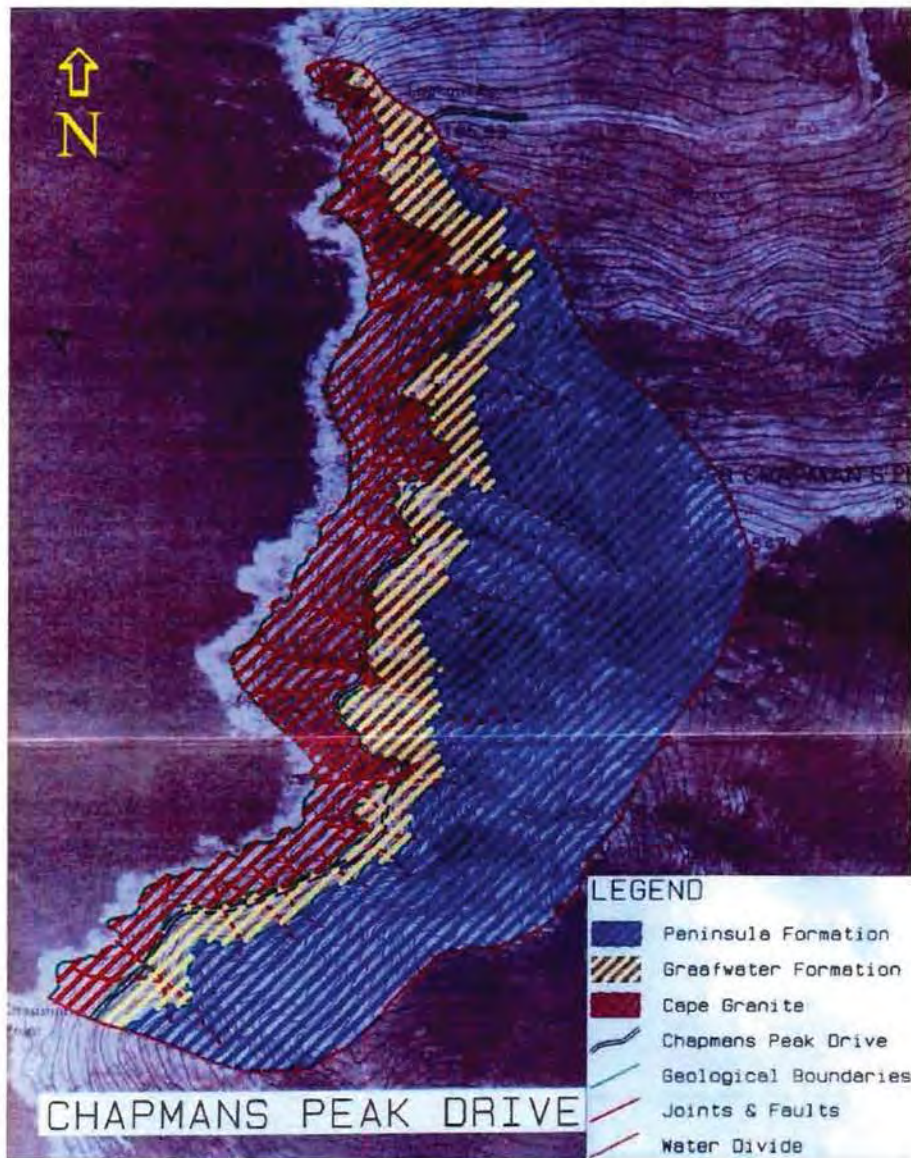 N
LEGEND
Peninsula Formation
Graafwater Formation
Cape Granite
Chapmans Peak Drive
Geological Boundaries
Joints & Faults
Water Divide
CHAPMANS PEAK DRIVE